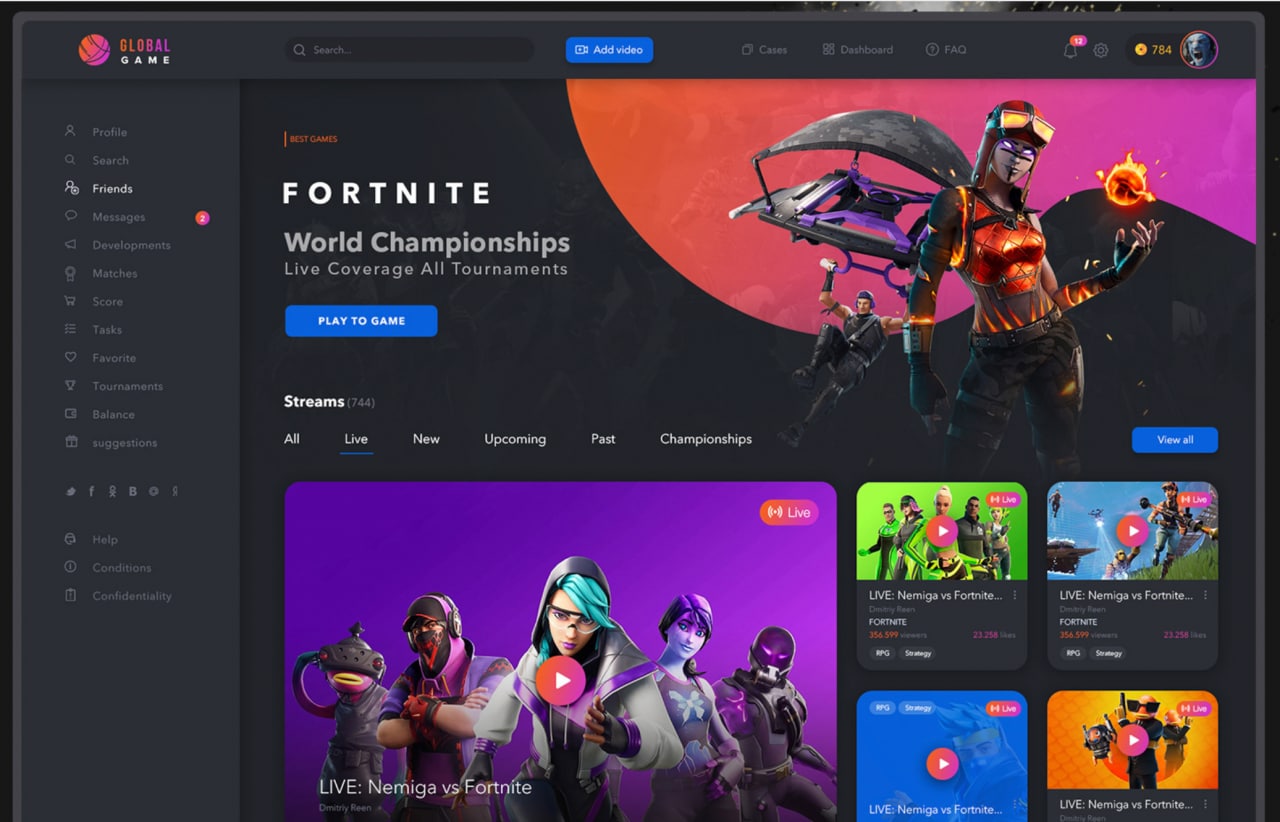 GLOBAL
GAME
Search...
Add video
Cases
Dashboard
FAQ
12
784
Profile
Search
Friends
Messages
2
Developments
Matches
Score
Tasks
Favorite
Tournaments
Balance
suggestions
Help
Conditions
Confidentiality
BEST GAMES
FORTNITE
World Championships
Live Coverage All Tournaments
PLAY TO GAME
Streams (744)
All Live New Upcoming Past Championships
View all
Live
LIVE: Nemiga vs Fortnite
Dmitriy Reen
Live
LIVE: Nemiga vs Fortnite...
Dmitriy Reen
FORTNITE
356.599 viewers 23.258 likes
RPG Strategy
Live
LIVE: Nemiga vs Fortnite...
Dmitriy Reen
FORTNITE
356.599 viewers 23.258 likes
RPG Strategy
RPG Strategy Live
LIVE: Nemiga vs Fortnite...
Live
LIVE: Nemiga vs Fortnite...
Dmitriy Reen